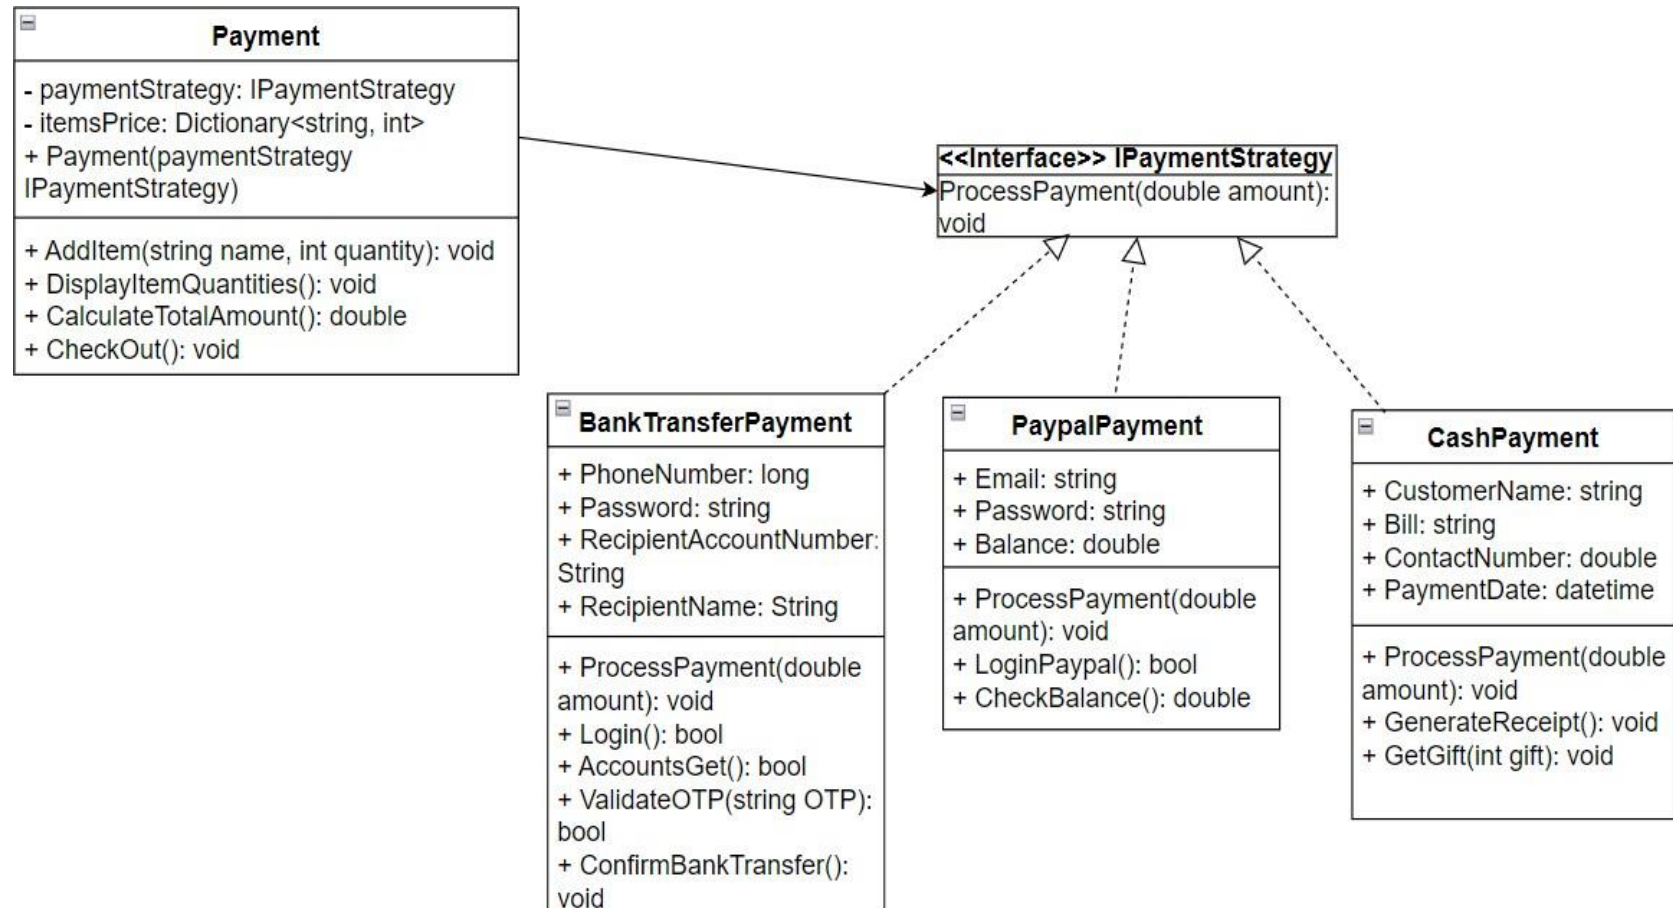 Payment
- paymentStrategy: IPaymentStrategy
- itemsPrice: Dictionary<string, int>
+ Payment(paymentStrategy
IPaymentStrategy)
+ AddItem(string name, int quantity): void
+ DisplayItemQuantities(): void
+ CalculateTotalAmount(): double
+ CheckOut(): void
<<Interface>> IPaymentStrategy
ProcessPayment(double amount):
void
BankTransferPayment
+ PhoneNumber: long
+ Password: string
+ RecipientAccountNumber:
String
+ RecipientName: String
+ ProcessPayment(double
amount): void
+ Login(): bool
+ AccountsGet(): bool
+ ValidateOTP(string OTP):
bool
+ ConfirmBankTransfer():
void
PaypalPayment
+ Email: string
+ Password: string
+ Balance: double
+ ProcessPayment(double
amount): void
+ LoginPaypal(): bool
+ CheckBalance(): double
CashPayment
+ CustomerName: string
+ Bill: string
+ ContactNumber: double
+ PaymentDate: datetime
+ ProcessPayment(double
amount): void
+ GenerateReceipt(): void
+ GetGift(int gift): void